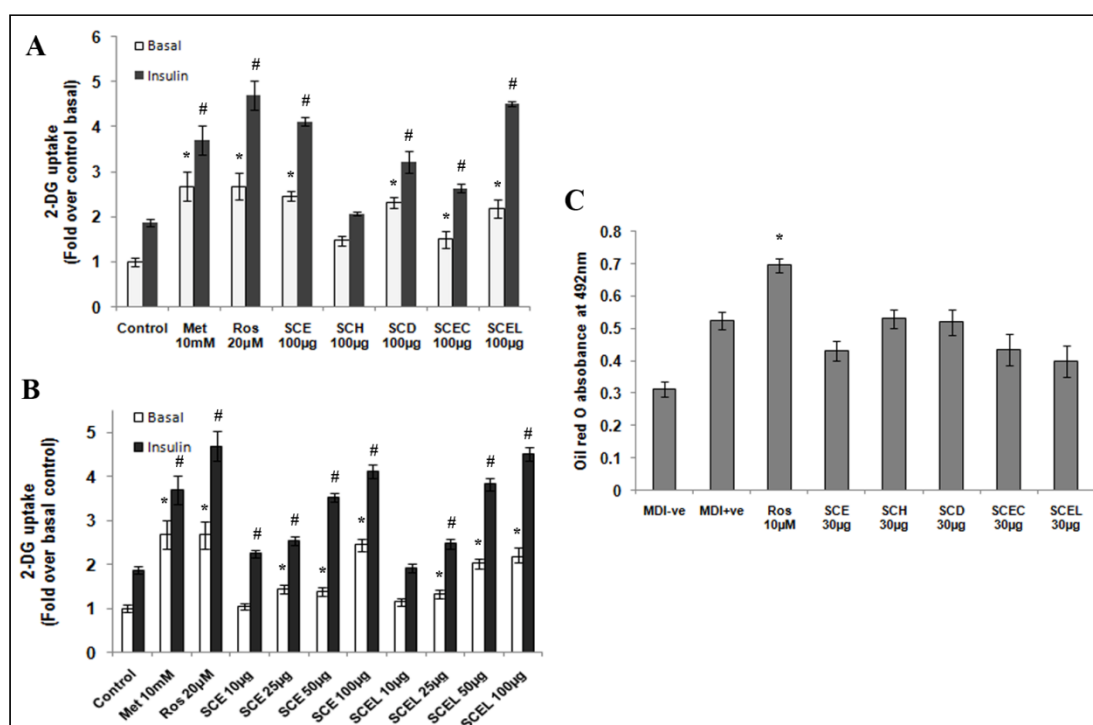 A
2-DG uptake
(Fold over control basal)
6
5
4
3
2
1
0
Basal
Insulin
*
#
*
#
*
#
*
#
*
#
*
#
Control
Met
10mM
Ros
20µM
SCE
100µg
SCH
100µg
SCD
100µg
SCEC
100µg
SCEL
100µg
B
2-DG uptake
(Fold over basal control)
5
4
3
2
1
0
Basal
Insulin
*
#
*
#
#
*
#
*
#
*
#
*
#
*
#
*
#
Control
Met 10mM
Ros 20µM
SCE 10µg
SCE 25µg
SCE 50µg
SCE 100µg
SCEL 10µg
SCEL 25µg
SCEL 50µg
SCEL 100µg
C
Oil red O absobance at 492nm
0.8
0.7
0.6
0.5
0.4
0.3
0.2
0.1
0
*
MDI-ve
MDI+ve
Ros
10µM
SCE
30µg
SCH
30µg
SCD
30µg
SCEC
30µg
SCEL
30µg